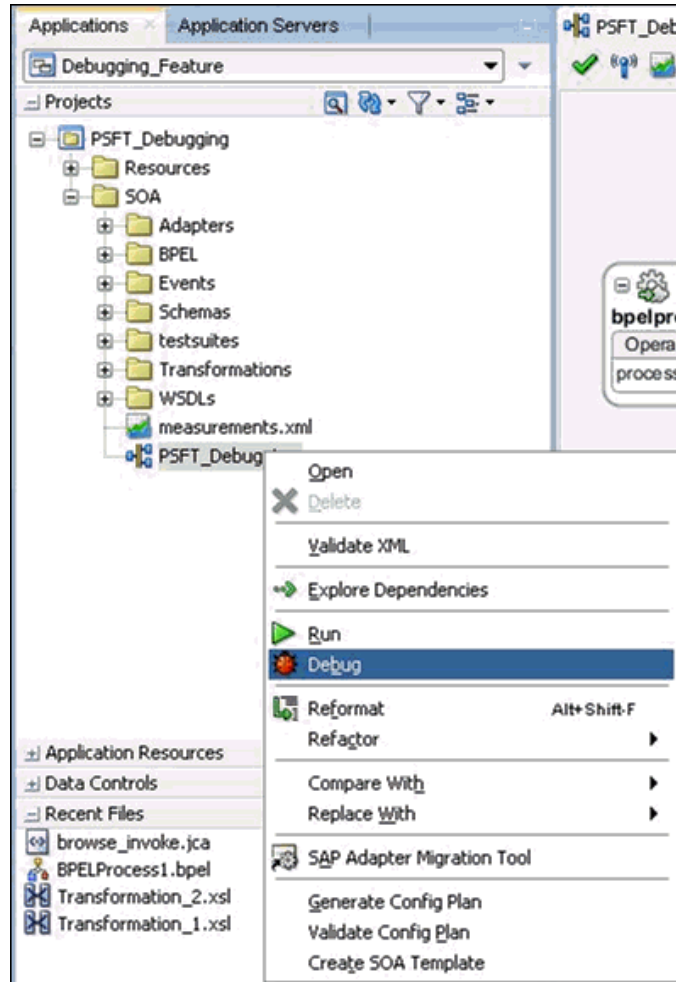 Applications
Application Servers
PSFT_Deb
Debugging_Feature
Projects
PSFT_Debugging
Resources
SOA
Adapters
BPEL
Events
Schemas
testsuites
Transformations
WSDLs
measurements.xml
PSFT_Debug
bpelpr
Opera
process
Open
Delete
Validate XML
Explore Dependencies
Run
Debug
Reformat Alt+Shift-F
Refactor
Compare With
Replace With
SAP Adapter Migration Tool
Generate Config Plan
Validate Config Plan
Create SOA Template
Application Resources
Data Controls
Recent Files
browse_invoke.jca
BPELProcess1.bpel
Transformation_2.xsl
Transformation_1.xsl